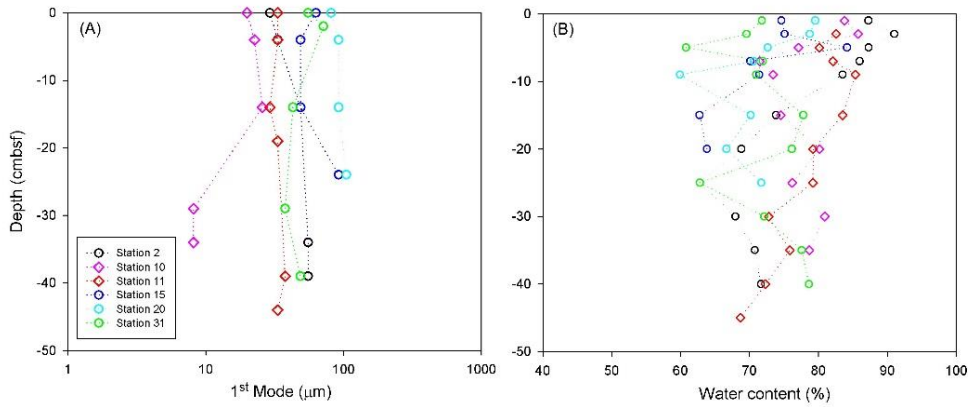 (A)
0
-10
-20
-30
-40
-50
Depth (cmbsf)
Station 2
Station 10
Station 11
Station 15
Station 20
Station 31
1
10
100
1000
1st Mode (μm)
(B)
0
-10
-20
-30
-40
-50
40
50
60
70
80
90
100
Water content (%)